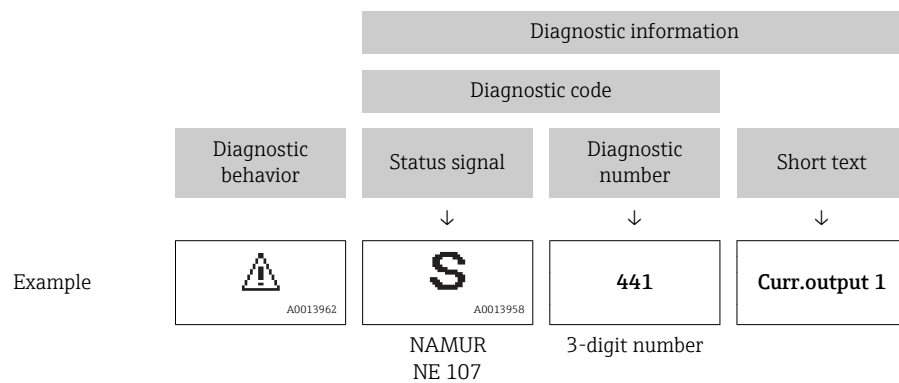 Diagnostic information
Diagnostic code
Diagnostic
behavior
Status signal
Diagnostic
number
Short text
↓
↓
↓
Example
A0013962
S
A0013958
441
Curr.output 1
NAMUR
NE 107
3-digit number